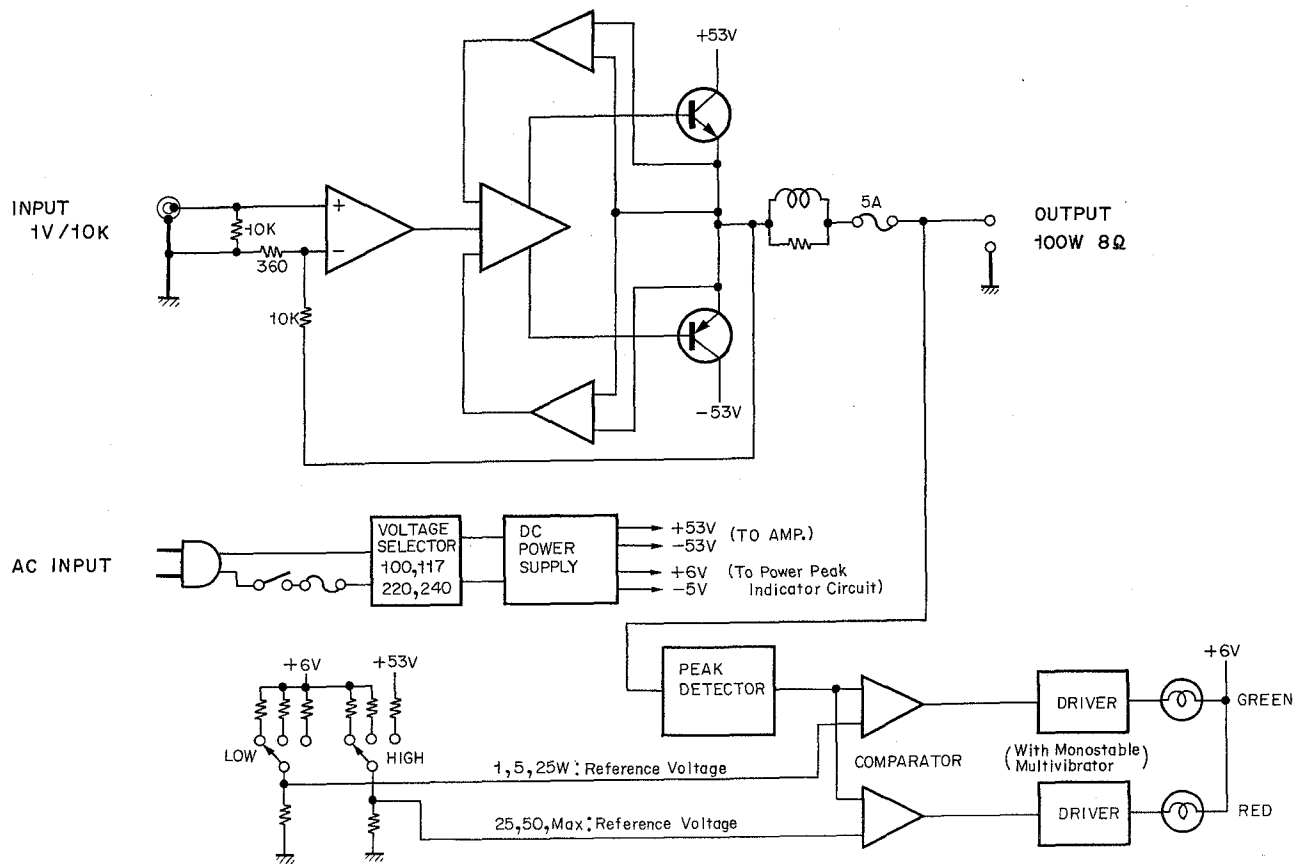 +53V
INPUT
1V/10K
10K
360
+
−
10K
5A
OUTPUT
100W 8Ω
−53V
AC INPUT
VOLTAGE
SELECTOR
100,117
220,240
DC
POWER
SUPPLY
+53V
−53V
(TO AMP.)
+6V
−5V
(To Power Peak
Indicator Circuit)
+6V
+53V
LOW
HIGH
PEAK
DETECTOR
COMPARATOR
DRIVER
(With Monostable
Multivibrator)
DRIVER
+6V
GREEN
RED
1,5,25W: Reference Voltage
25,50,Max: Reference Voltage